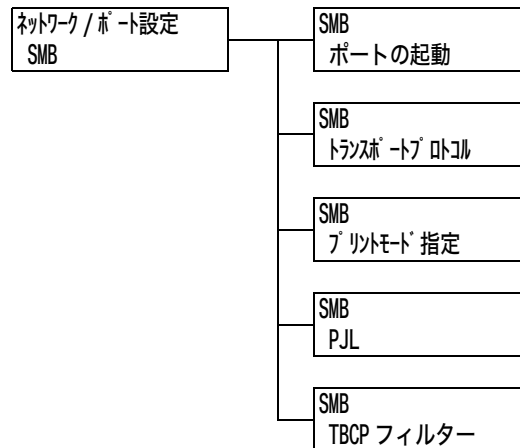 ﾈｯﾄﾜｰｸ / ﾎﾟｰﾄ設定
SMB
SMB
ポートの起動
SMB
ﾄﾗﾝｽﾎﾟｰﾄﾌﾟﾛﾄｺﾙ
SMB
ﾌﾟﾘﾝﾄﾓｰﾄﾞ指定
SMB
PJL
SMB
TBCP フィルター